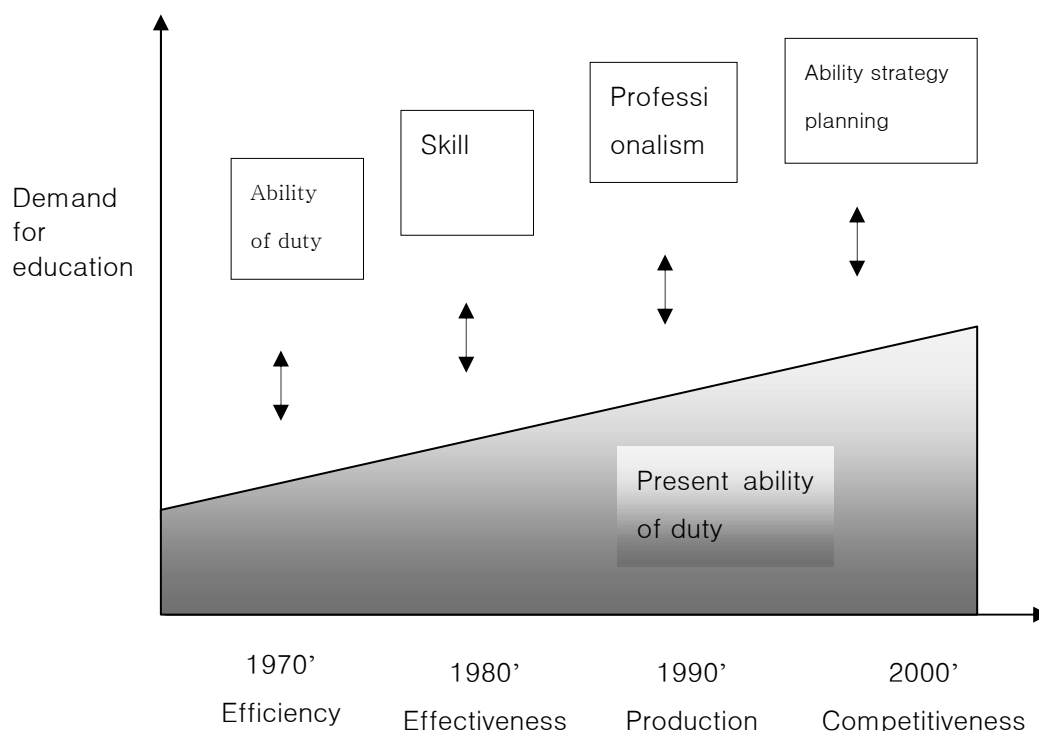 Demand
for
education
Ability
of duty
Skill
Professi
onalism
Ability strategy
planning
Present ability
of duty
1970’
Efficiency
1980’
Effectiveness
1990’
Production
2000’
Competitiveness